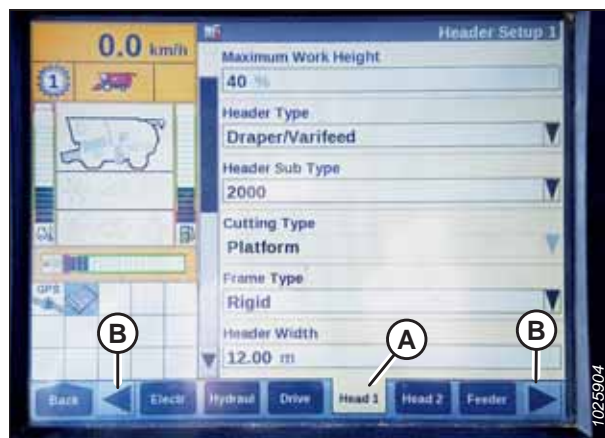 0.0 km/h
Header Setup 1
1
Maximum Work Height
40 %
Header Type
Draper/Varifeed
Header Sub Type
2000
Cutting Type
Platform
Frame Type
Rigid
Header Width
12.00 m
GPS
B
A
B
Back
Electr
Hydraul
Drive
Head 1
Head 2
Feeder
1025904